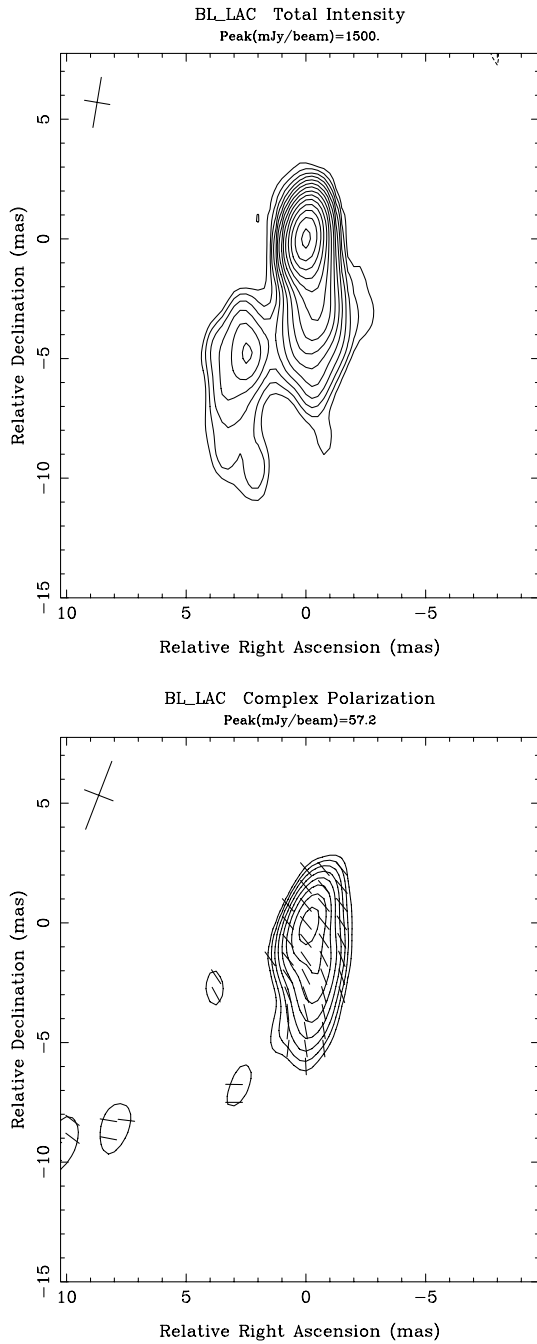 BL_LAC Total Intensity
Peak(mJy/beam)=1500.
Relative Declination (mas)
5
0
−5
−10
−15
10 5 0 −5
Relative Right Ascension (mas)
BL_LAC Complex Polarization
Peak(mJy/beam)=57.2
Relative Declination (mas)
5
0
−5
−10
−15
10 5 0 −5
Relative Right Ascension (mas)